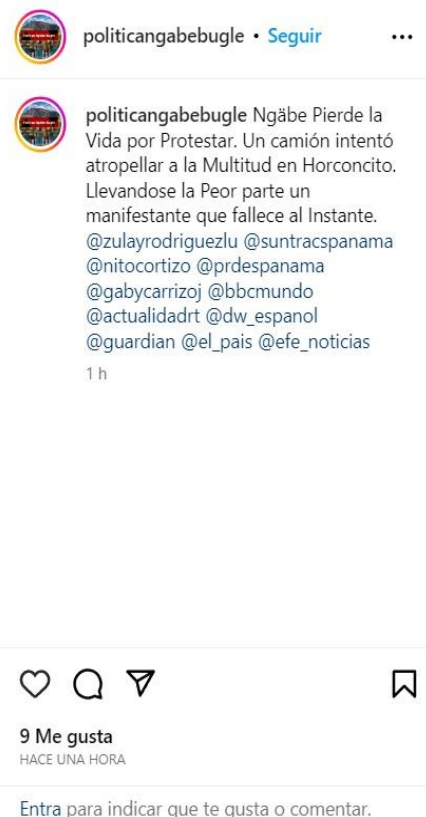 politicangabebugle • Seguir
politicangabebugle Ngäbe Pierde la
Vida por Protestar. Un camión intentó
atropellar a la Multitud en Horconcito.
Llevandose la Peor parte un
manifestante que fallece al Instante.
@zulayrodriguezlu @suntracspanama
@nitocortizo @prdespanama
@gabycarrizoj @bbcmundo
@actualidadrt @dw_espanol
@guardian @el_pais @efe_noticias
1 h
9 Me gusta
HACE UNA HORA
Entra para indicar que te gusta o comentar.